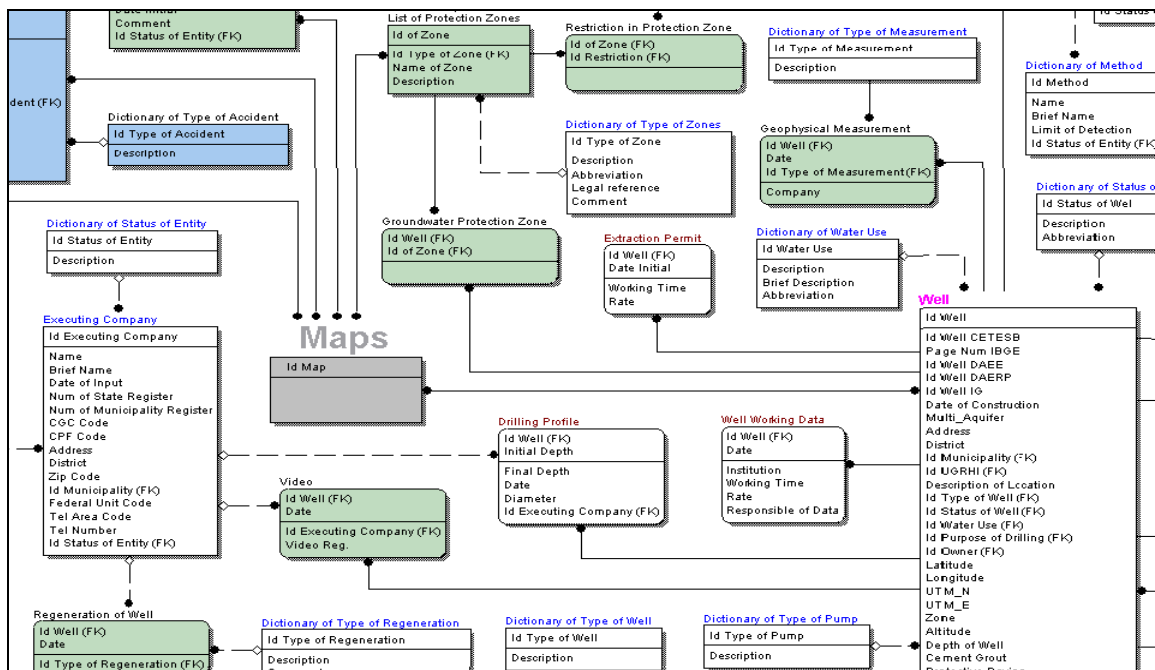 Date Initial
Comment
Id Status of Entity (FK)
dent (FK)
Dictionary of Type of Accident
Id Type of Accident
Description
List of Protection Zones
Id of Zone
Id Type of Zone (FK)
Name of Zone
Description
Restriction in Protection Zone
Id of Zone (FK)
Id Restriction (FK)
Dictionary of Type of Measurement
Id Type of Measurement
Description
Dictionary of Method
Id Method
Name
Brief Name
Limit of Detection
Id Status of Entity (FK)
Dictionary of Type of Zones
Id Type of Zone
Description
Abbreviation
Legal reference
Comment
Geophysical Measurement
Id Well (FK)
Date
Id Type of Measurement(FK)
Company
Dictionary of Status o
Id Status of Wel
Description
Abbreviation
Dictionary of Status of Entity
Id Status of Entity
Description
Groundwater Protection Zone
Id Well (FK)
Id of Zone (FK)
Extraction Permit
Id Well (FK)
Date Initial
Working Time
Rate
Dictionary of Water Use
Id Water Use
Description
Brief Description
Abbreviation
Executing Company
Id Executing Company
Name
Brief Name
Date of Input
Num of State Register
Num of Municipality Register
CGC Code
CPF Code
Address
District
Zip Code
Id Municipality (FK)
Federal Unit Code
Tel Area Code
Tel Number
Id Status of Entity (FK)
Maps
Id Map
Well
Id Well
Id Well CETESB
Page Num IBGE
Id Well DAEE
Id Well DAERP
Id Well IG
Date of Construction
Multi_Aquifer
Address
District
Id Municipality (FK)
Id UGRHI (FK)
Description of Location
Id Type of Well (FK)
Id Status of Well (FK)
Id Water Use (FK)
Id Purpose of Drilling (FK)
Id Owner (FK)
Latitude
Longitude
UTM_N
UTM_E
Zone
Altitude
Depth of Well
Cement Grout
Drilling Profile
Id Well (FK)
Initial Depth
Final Depth
Date
Diameter
Id Executing Company (FK)
Well Working Data
Id Well (FK)
Date
Institution
Working Time
Rate
Responsible of Data
Video
Id Well (FK)
Date
Id Executing Company (FK)
Video Reg.
Regeneration of Well
Id Well (FK)
Date
Id Type of Regeneration (FK)
Dictionary of Type of Regeneration
Id Type of Regeneration
Description
Dictionary of Type of Well
Id Type of Well
Description
Dictionary of Type of Pump
Id Type of Pump
Description